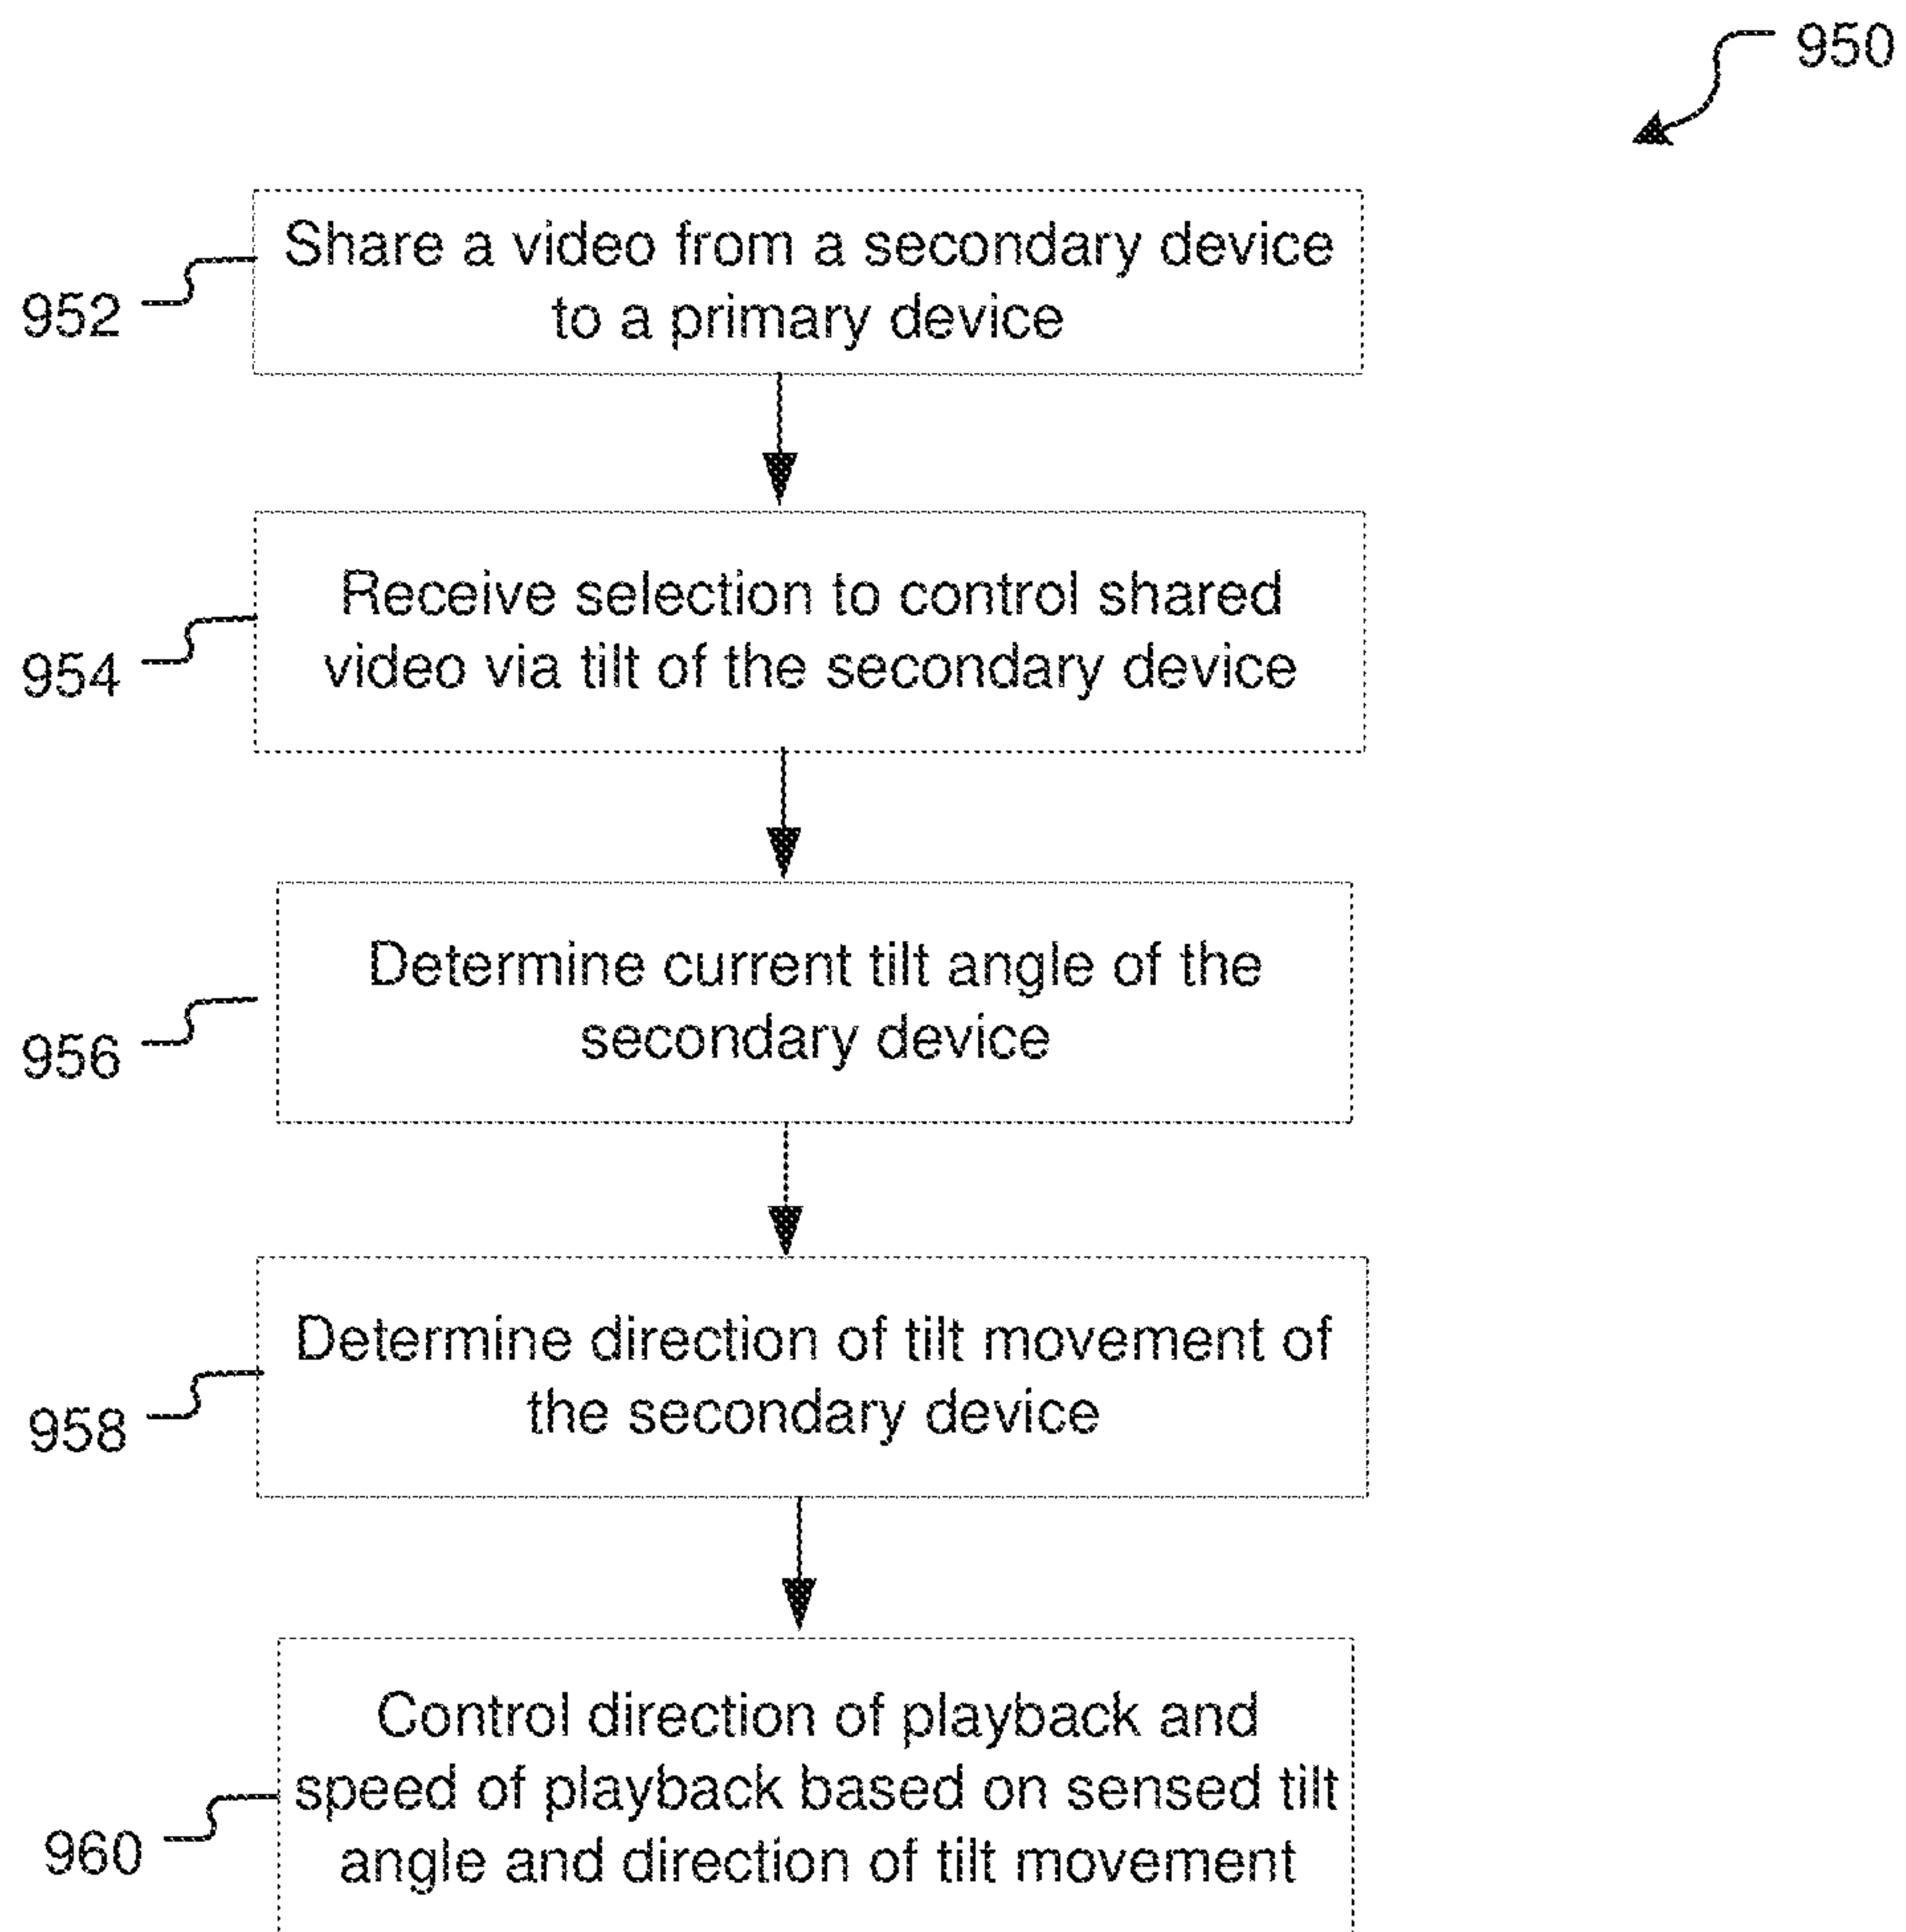 950
Share a video from a secondary device
to a primary device
952
Receive selection to control shared
video via tilt of the secondary device
954
Determine current tilt angle of the
secondary device
956
Determine direction of tilt movement of
the secondary device
958
Control direction of playback and
speed of playback based on sensed tilt
angle and direction of tilt movement
960